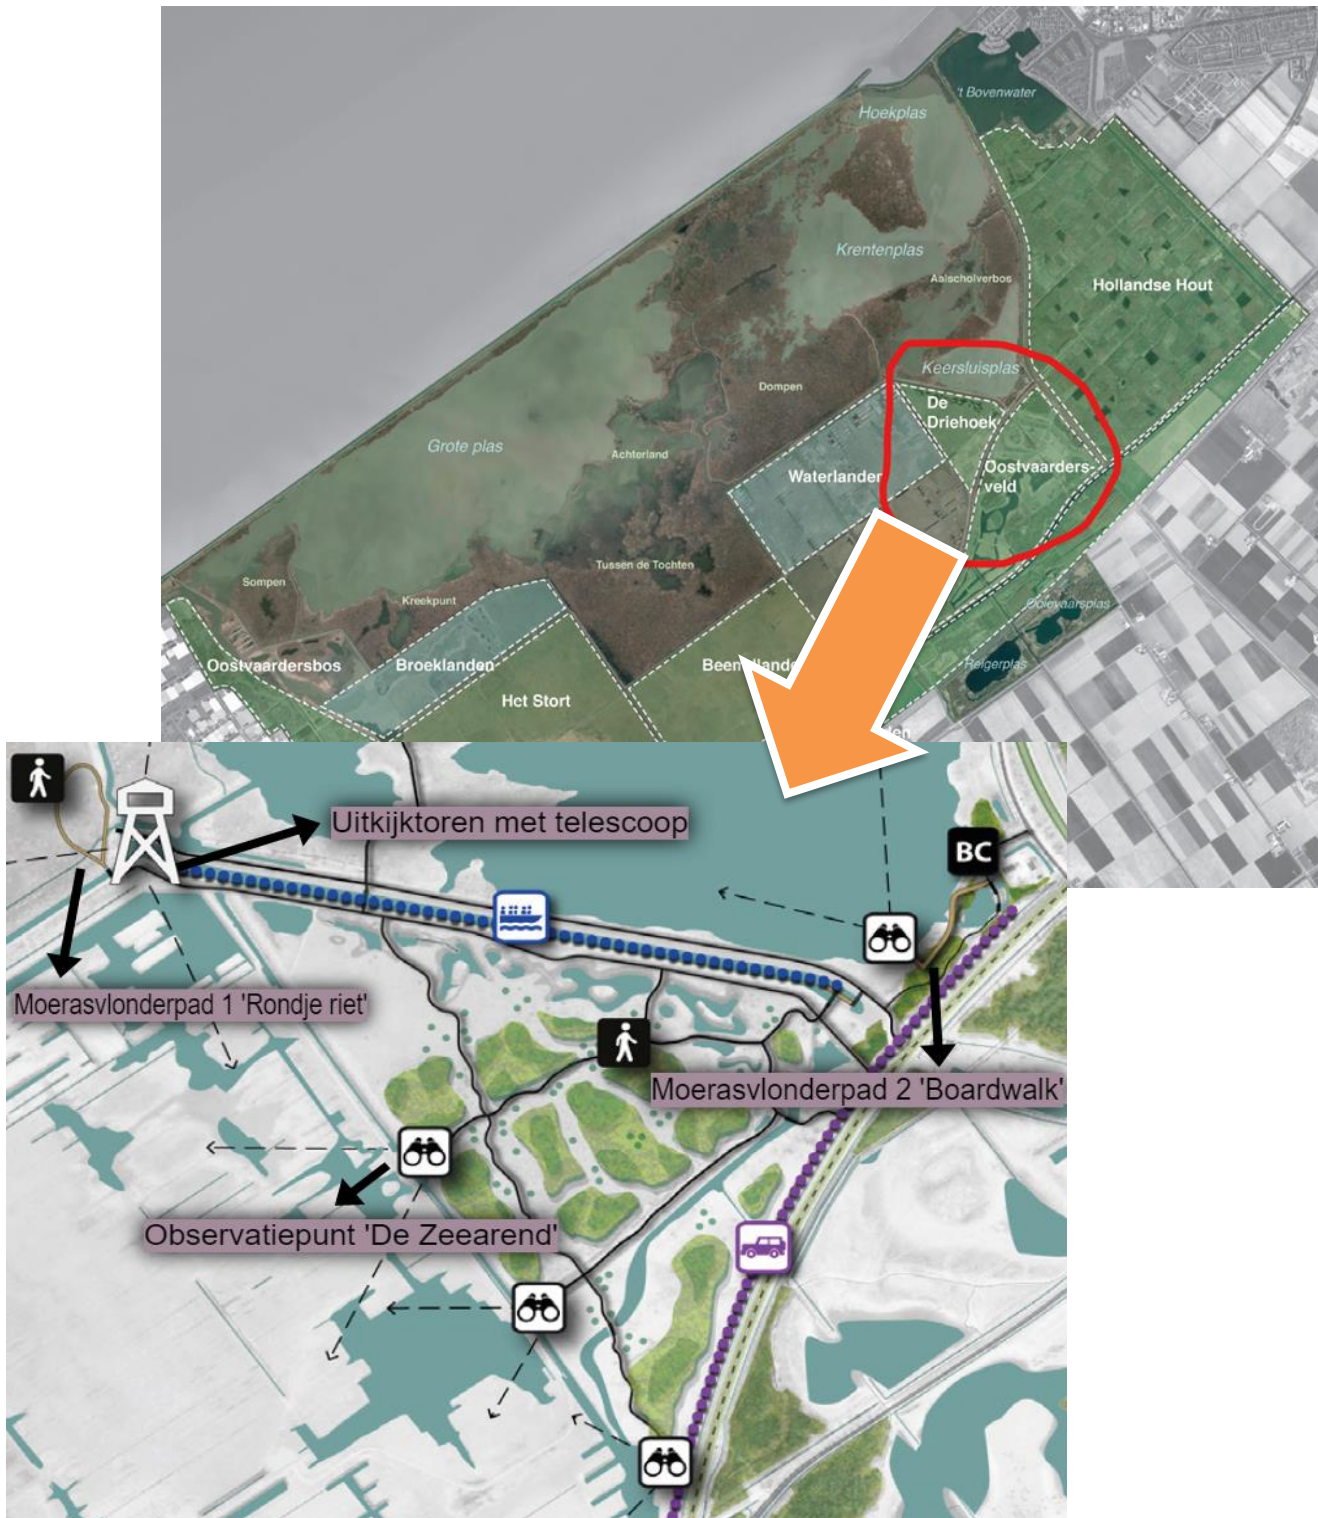 't Bovenwater
Hoekplas
Krentenplas
Aalscholverbos
Hollandse Hout
Keersluisplas
Dompen
De
Driehoek
Grote plas
Achterland
Waterlanden
Oostvaarders-
veld
Tussen de Tochten
Sompen
Kreekpunt
Reigerplas
Oostvaardersbos
Broeklanden
Het Stort
Uitkijktoren met telescoop
BC
Moerasvlonderpad 1 'Rondje riet'
Moerasvlonderpad 2 'Boardwalk'
Observatiepunt 'De Zeearend'